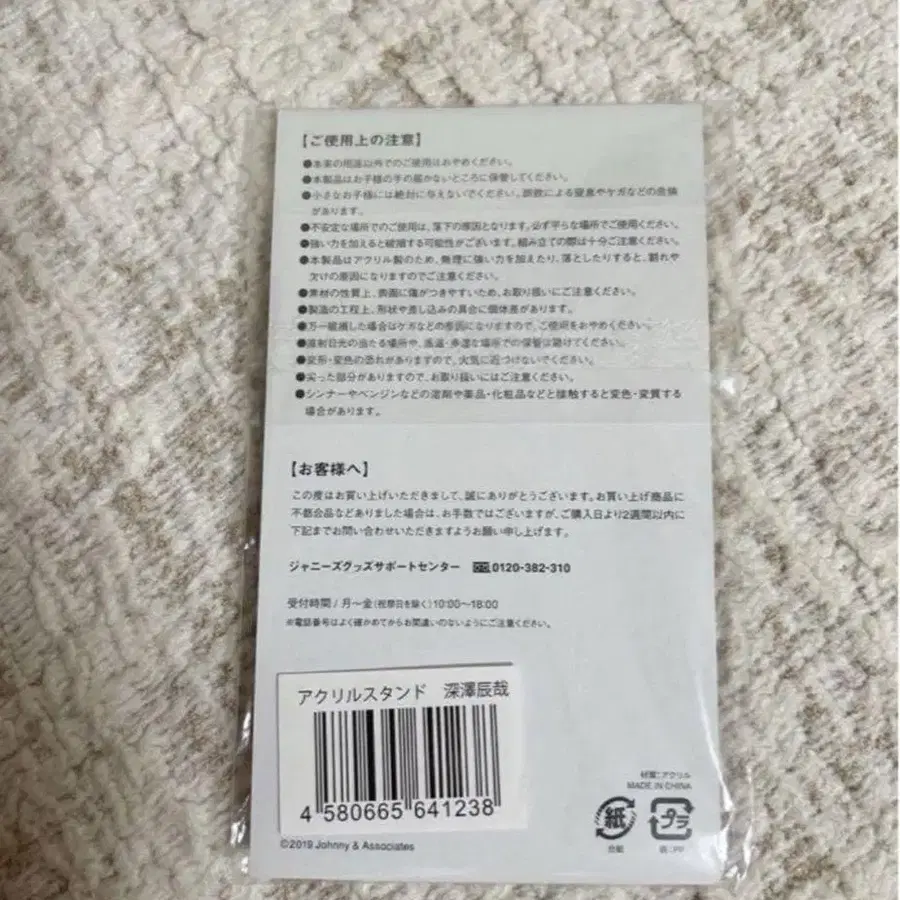 【ご使用上の注意】
●本来の用途以外でのご使用はおやめください。
●本製品はお子様の手の届かないところに保管してください。
●小さなお子様には絶対に与えないでください。誤飲による窒息やケガなどの危険
があります。
●不安定な場所でのご使用は、落下の原因となります。必ず平らな場所でご使用ください。
●強い力を加えると破損する可能性がございます。組み立ての際は十分ご注意ください。
●本製品はアクリル製のため、無理に強い力を加えたり、落としたりすると、割れや
欠けの原因になりますのでご注意ください。
●素材の性質上、表面に傷がつきやすいため、お取り扱いにご注意ください。
●製造の工程上、形状や差し込みの具合に個体差があります。
●万一破損した場合はケガなどの原因になりますので、ご使用をおやめください。
●直射日光の当たる場所や、高温・多湿な場所での保管は避けてください。
●変形・変色の恐れがありますので、火気に近づけないでください。
●尖った部分がありますので、お取り扱いにはご注意ください。
●シンナーやベンジンなどの溶剤や薬品・化粧品などと接触すると変色・変質する
場合があります。
【お客様へ】
この度はお買い上げいただきまして、誠にありがとうございます。お買い上げ商品に
不都合品などありました場合は、お手数ではございますが、ご購入日より2週間以内に
下記までお問い合わせいただきますようお願い申し上げます。
ジャニーズグッズサポートセンター 0120-382-310
受付時間/月〜金(祝祭日を除く)10:00〜18:00
※電話番号はよく確かめてからお間違いのないようにご注意ください。
アクリルスタンド 深澤辰哉
4 580665 641238
©2019 Johnny & Associates
材質:アクリル
MADE IN CHINA
紙
プラ
台紙
袋:PP